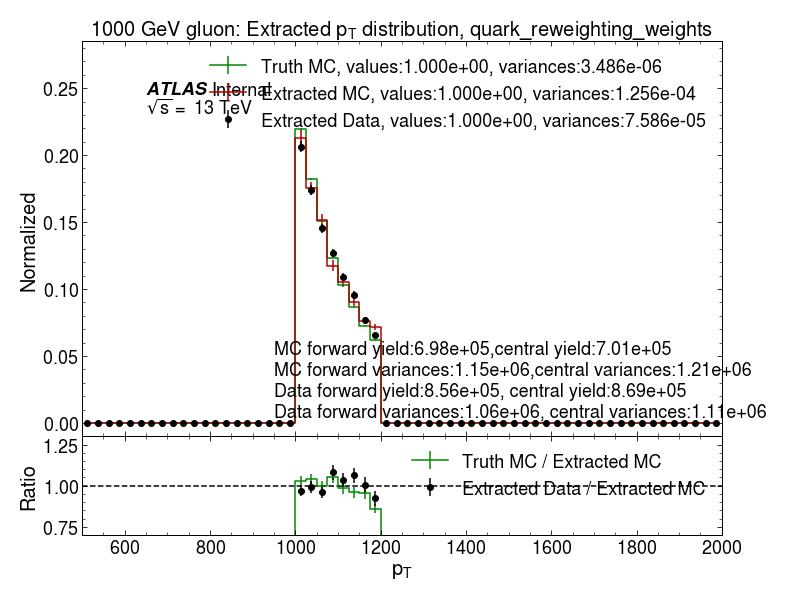 1000 GeV gluon: Extracted pT distribution, quark_reweighting_weights
Truth MC, values:1.000e+00, variances:3.486e-06
ATLAS Internal
Extracted MC, values:1.000e+00, variances:1.256e-04
√s = 13 TeV
Extracted Data, values:1.000e+00, variances:7.586e-05
0.25
0.20
0.15
0.10
0.05
0.00
Normalized
MC forward yield:6.98e+05,central yield:7.01e+05
MC forward variances:1.15e+06,central variances:1.21e+06
Data forward yield:8.56e+05, central yield:8.69e+05
Data forward variances:1.06e+06, central variances:1.11e+06
1.25
1.00
0.75
Ratio
Truth MC / Extracted MC
Extracted Data / Extracted MC
600 800 1000 1200 1400 1600 1800 2000
pT